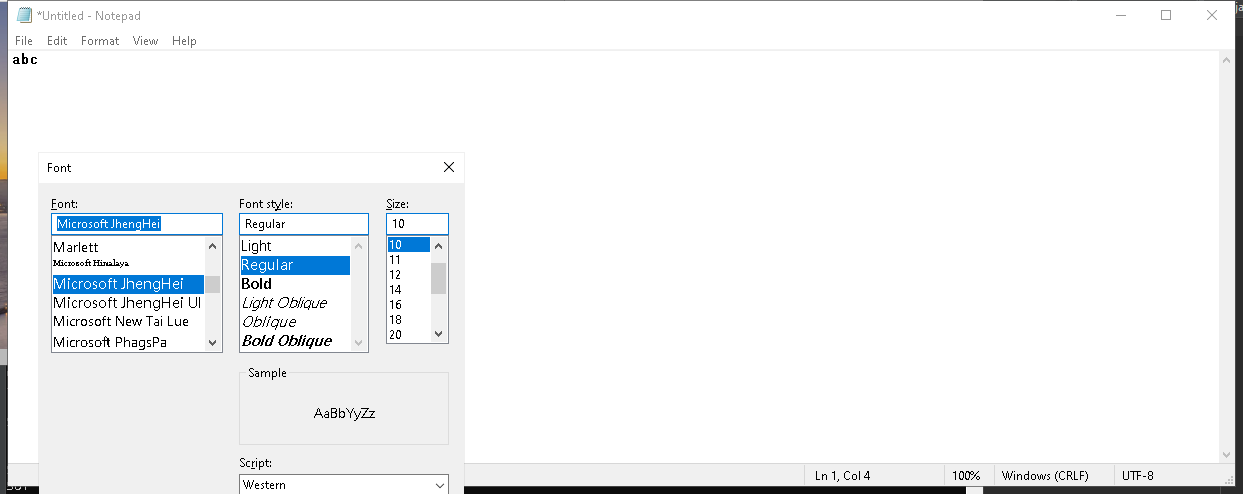 *Untitled - Notepad
File Edit Format View Help
abc
Font
Font: Font style: Size:
Microsoft JhengHei Regular 10
Marlett
Microsoft Himalaya
Microsoft JhengHei
Microsoft JhengHei UI
Microsoft New Tai Lue
Microsoft PhagsPa
Light
Regular
Bold
Light Oblique
Oblique
Bold Oblique
10
11
12
14
16
18
20
Sample
AaBbYyZz
Script:
Western
Ln 1, Col 4 100% Windows (CRLF) UTF-8